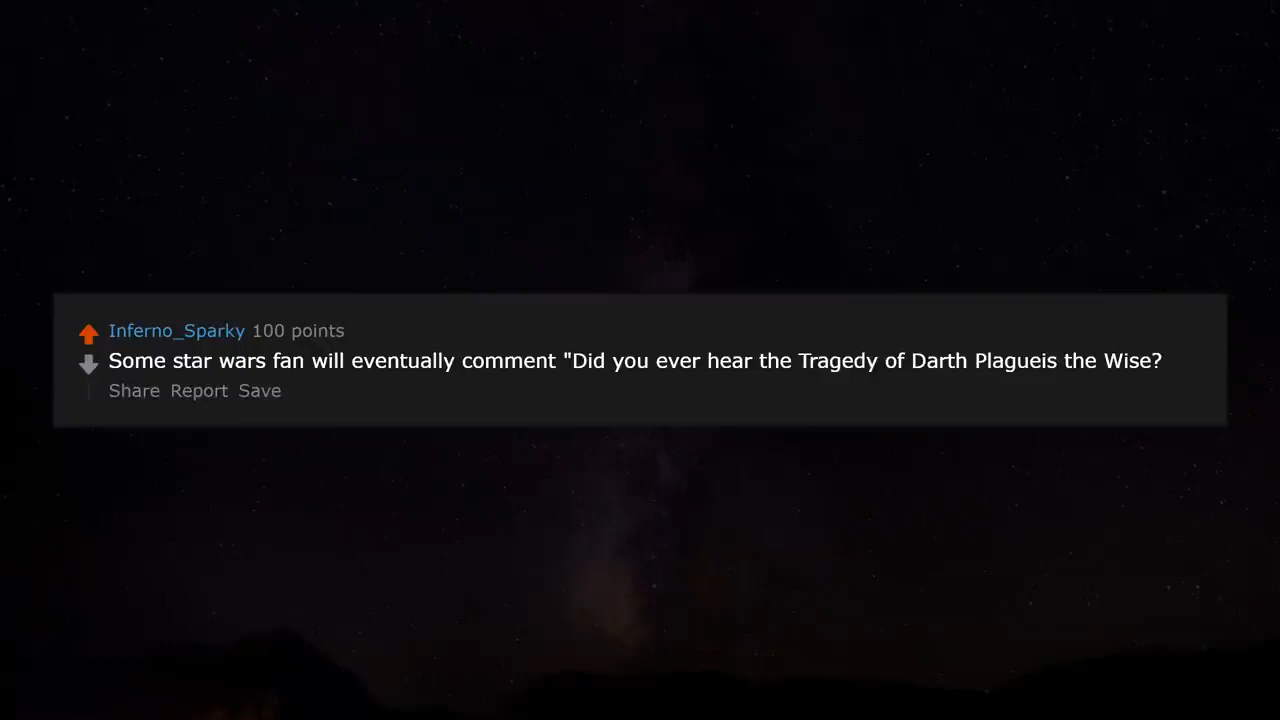 Inferno_Sparky 100 points
Some star wars fan will eventually comment "Did you ever hear the Tragedy of Darth Plagueis the Wise?
Share Report Save